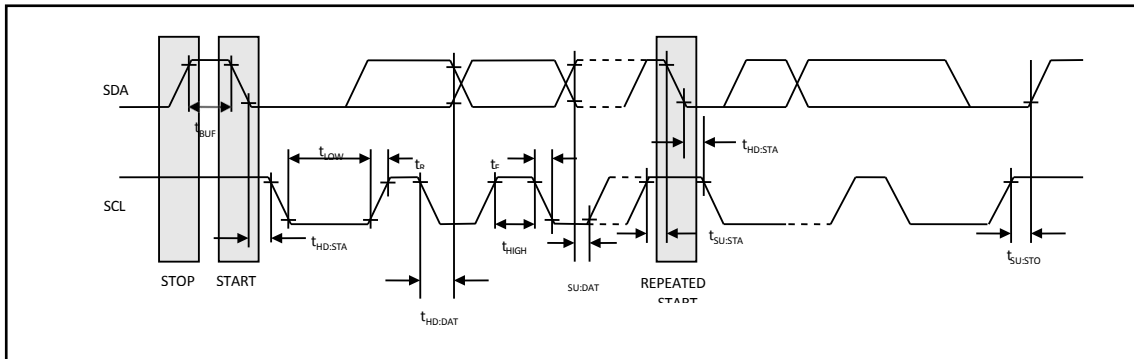 SDA
tBUF
tLOW
tR
tF
tHD:STA
SCL
tHD:STA
tHIGH
tSU:STA
tSU:STO
STOP
START
SU:DAT
REPEATED
START
tHD:DAT